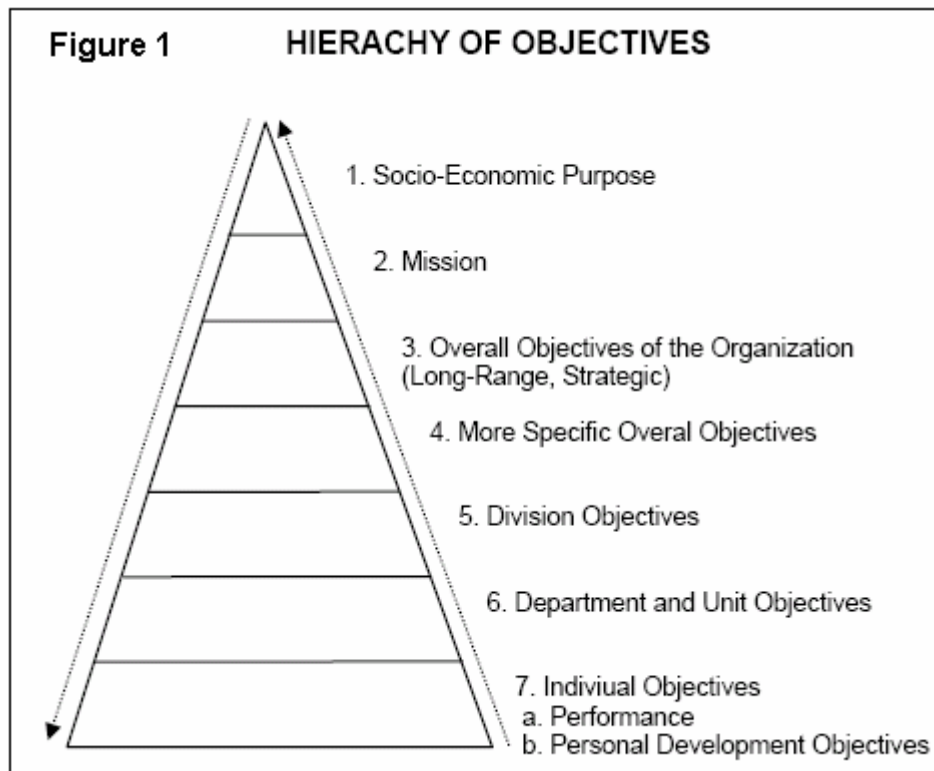 Figure 1 HIERACHY OF OBJECTIVES
1. Socio-Economic Purpose
2. Mission
3. Overall Objectives of the Organization
(Long-Range, Strategic)
4. More Specific Overal Objectives
5. Division Objectives
6. Department and Unit Objectives
7. Indiviual Objectives
a. Performance
b. Personal Development Objectives